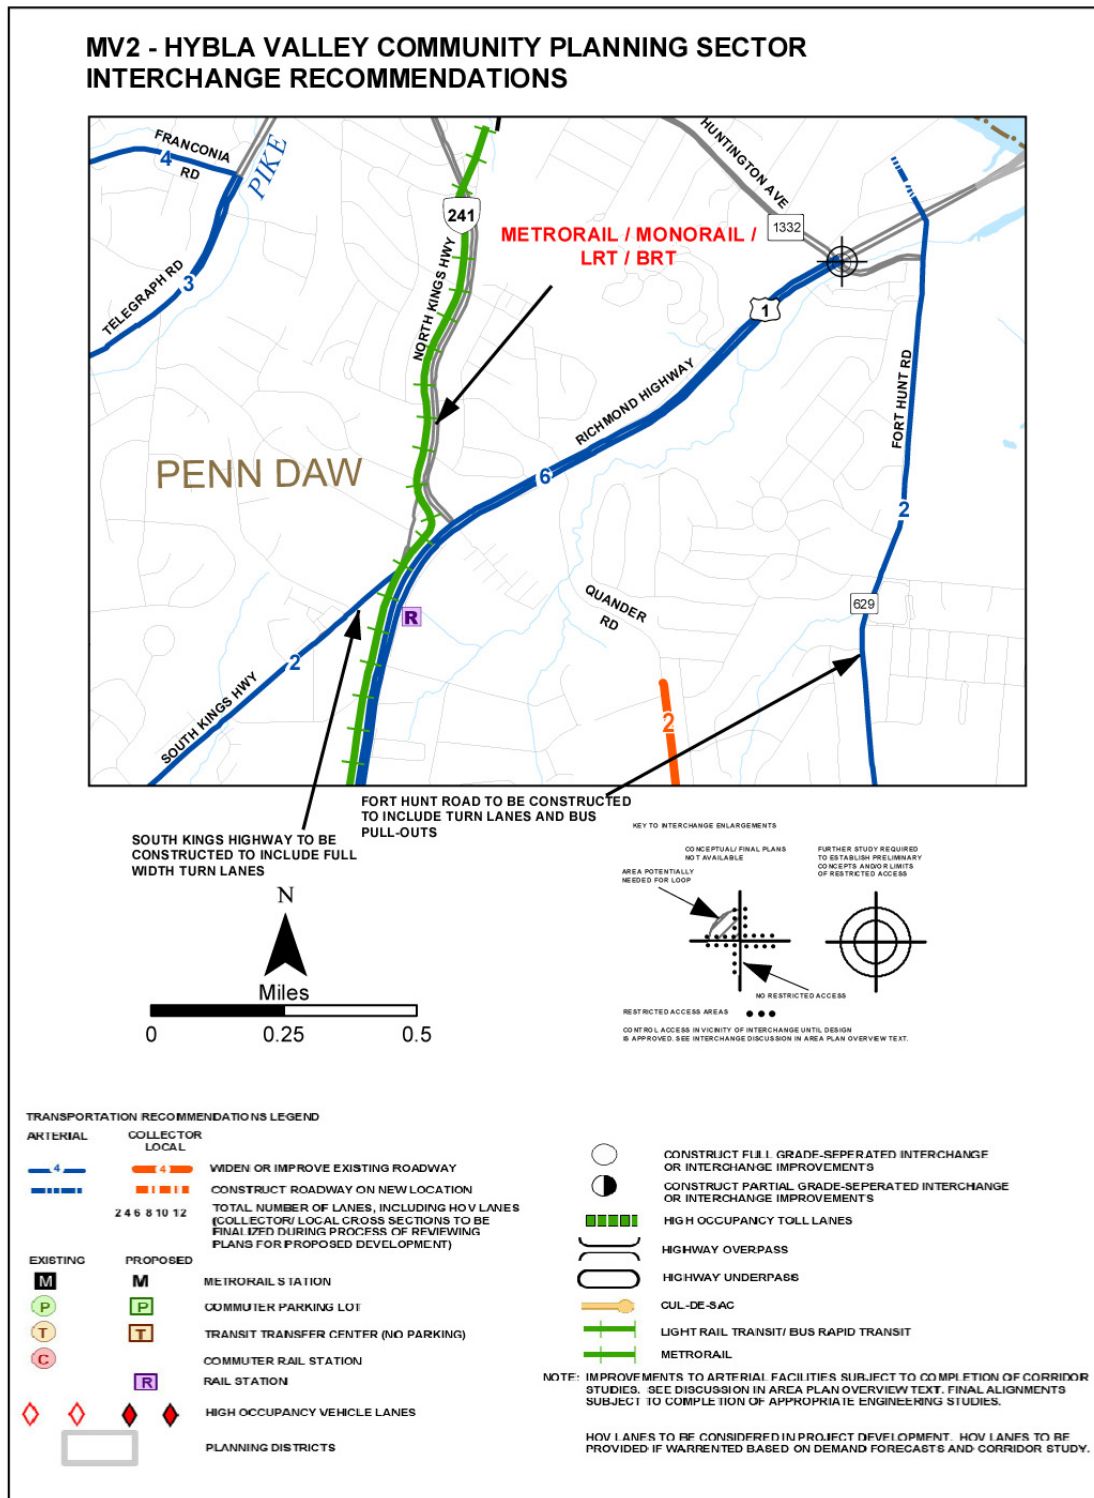 MV2 - HYBLA VALLEY COMMUNITY PLANNING SECTOR
INTERCHANGE RECOMMENDATIONS
FRANCONIA
RD
4
PIKE
HUNTINGTON AVE
1332
241
METRORAIL / MONORAIL /
LRT / BRT
TELEGRAPH RD
3
NORTH KINGS HWY
1
RICHMOND HIGHWAY
FORT HUNT RD
PENN DAW
6
2
QUANDER
RD
629
R
2
SOUTH KINGS HWY
2
FORT HUNT ROAD TO BE CONSTRUCTED
TO INCLUDE TURN LANES AND BUS
PULL-OUTS
SOUTH KINGS HIGHWAY TO BE
CONSTRUCTED TO INCLUDE FULL
WIDTH TURN LANES
KEY TO INTERCHANGE ENLARGEMENTS
CONCEPTUAL/ FINAL PLANS
NOT AVAILABLE
FURTHER STUDY REQUIRED
TO ESTABLISH PRELIMINARY
CONCEPTS AND/OR LIMITS
OF RESTRICTED ACCESS
AREA POTENTIALLY
NEEDED FOR LOOP
NO RESTRICTED ACCESS
RESTRICTED ACCESS AREAS
CONTROL ACCESS IN VICINITY OF INTERCHANGE UNTIL DESIGN
IS APPROVED. SEE INTERCHANGE DISCUSSION IN AREA PLAN OVERVIEW TEXT.
N
Miles
0 0.25 0.5
TRANSPORTATION RECOMMENDATIONS LEGEND
ARTERIAL COLLECTOR
LOCAL
4 4 WIDEN OR IMPROVE EXISTING ROADWAY
CONSTRUCT ROADWAY ON NEW LOCATION
2 4 6 8 10 12 TOTAL NUMBER OF LANES, INCLUDING HOV LANES
(COLLECTOR/ LOCAL CROSS SECTIONS TO BE
FINALIZED DURING PROCESS OF REVIEWING
PLANS FOR PROPOSED DEVELOPMENT)
EXISTING PROPOSED
M M METRORAIL STATION
P P COMMUTER PARKING LOT
T T TRANSIT TRANSFER CENTER (NO PARKING)
C COMMUTER RAIL STATION
R RAIL STATION
HIGH OCCUPANCY VEHICLE LANES
PLANNING DISTRICTS
CONSTRUCT FULL GRADE-SEPERATED INTERCHANGE
OR INTERCHANGE IMPROVEMENTS
CONSTRUCT PARTIAL GRADE-SEPERATED INTERCHANGE
OR INTERCHANGE IMPROVEMENTS
HIGH OCCUPANCY TOLL LANES
HIGHWAY OVERPASS
HIGHWAY UNDERPASS
CUL-DE-SAC
LIGHT RAIL TRANSIT/ BUS RAPID TRANSIT
METRORAIL
NOTE: IMPROVEMENTS TO ARTERIAL FACILITIES SUBJECT TO COMPLETION OF CORRIDOR
STUDIES. SEE DISCUSSION IN AREA PLAN OVERVIEW TEXT. FINAL ALIGNMENTS
SUBJECT TO COMPLETION OF APPROPRIATE ENGINEERING STUDIES.
HOV LANES TO BE CONSIDERED IN PROJECT DEVELOPMENT. HOV LANES TO BE
PROVIDED IF WARRENTED BASED ON DEMAND FORECASTS AND CORRIDOR STUDY.